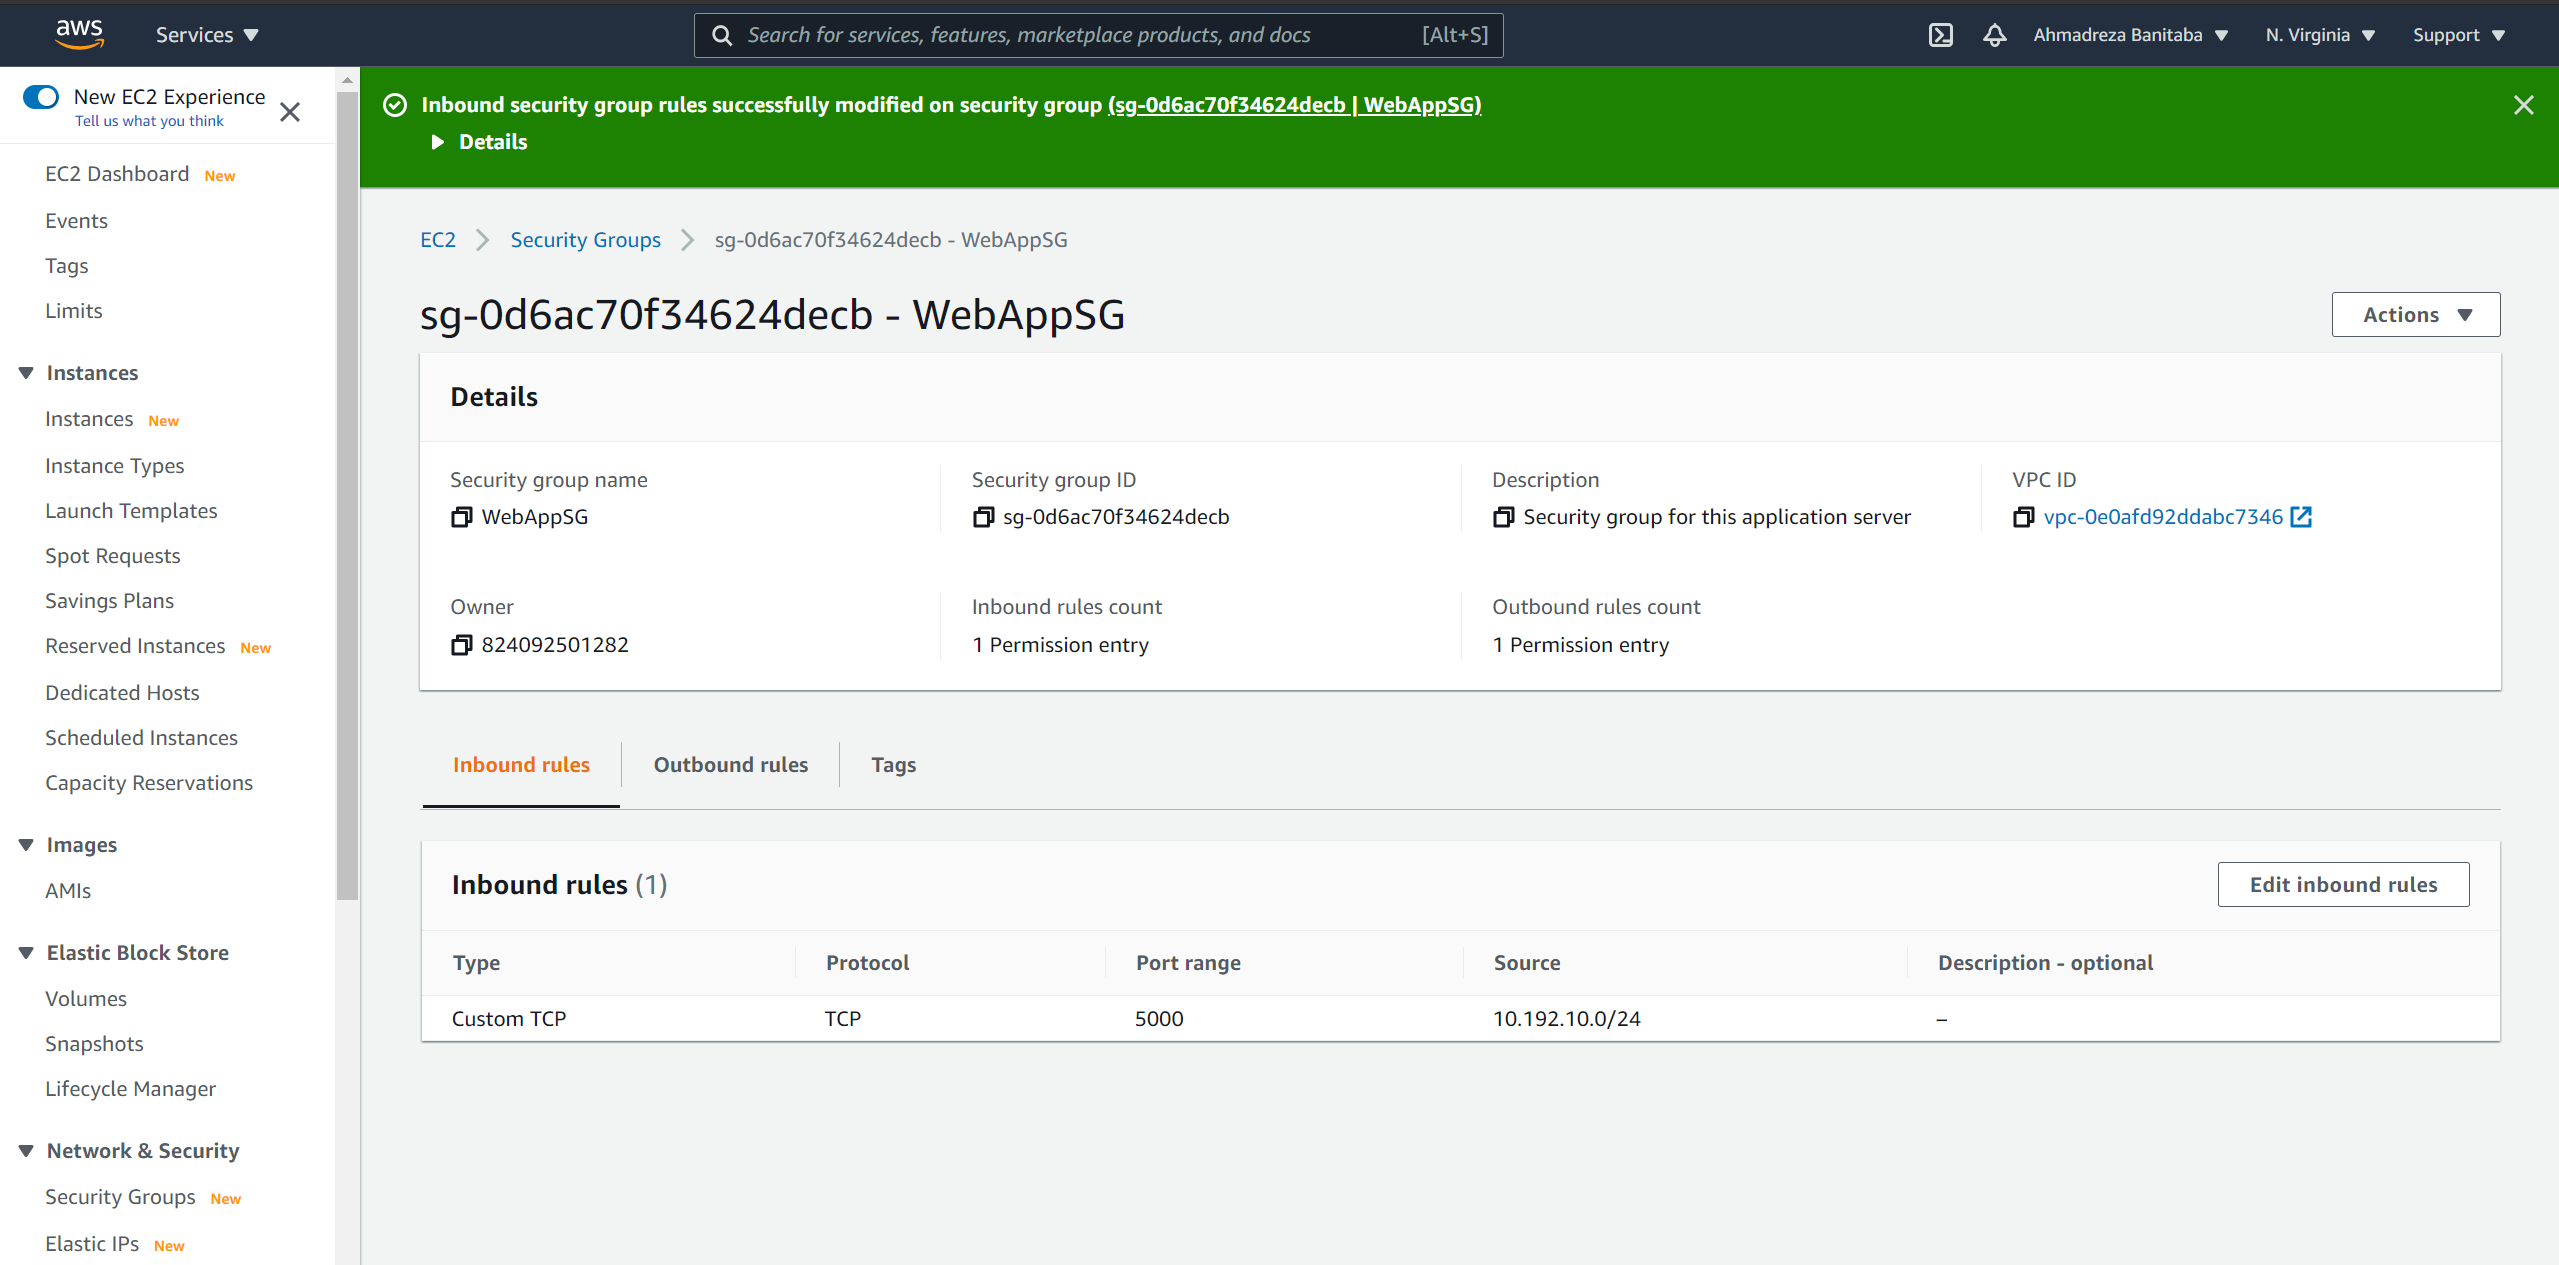 aws
Services
Search for services, features, marketplace products, and docs
[Alt+S]
Ahmadreza Banitaba
N. Virginia
Support
New EC2 Experience
Tell us what you think
EC2 Dashboard New
Events
Tags
Limits
Instances
Instances New
Instance Types
Launch Templates
Spot Requests
Savings Plans
Reserved Instances New
Dedicated Hosts
Scheduled Instances
Capacity Reservations
Images
AMIs
Elastic Block Store
Volumes
Snapshots
Lifecycle Manager
Network & Security
Security Groups New
Elastic IPs New
Inbound security group rules successfully modified on security group (sg-0d6ac70f34624decb | WebAppSG)
Details
EC2 Security Groups sg-0d6ac70f34624decb - WebAppSG
sg-0d6ac70f34624decb - WebAppSG
Actions
Details
Security group name
WebAppSG
Security group ID
sg-0d6ac70f34624decb
Description
Security group for this application server
VPC ID
vpc-0e0afd92ddabc7346
Owner
824092501282
Inbound rules count
1 Permission entry
Outbound rules count
1 Permission entry
Inbound rules
Outbound rules
Tags
Inbound rules (1)
Edit inbound rules
Type Protocol Port range Source Description - optional
Custom TCP TCP 5000 10.192.10.0/24 –